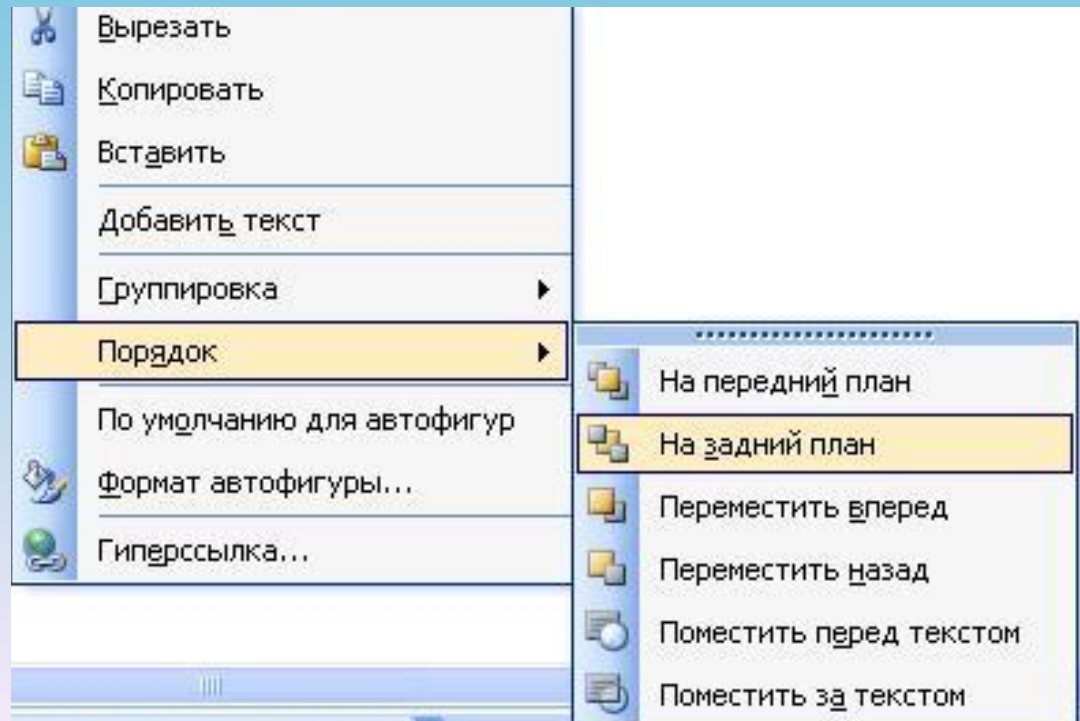 Вырезать
Копировать
Вставить
Добавить текст
Группировка
Порядок
По умолчанию для автофигур
Формат автофигуры...
Гиперссылка...
На передний план
На задний план
Переместить вперед
Переместить назад
Поместить перед текстом
Поместить за текстом